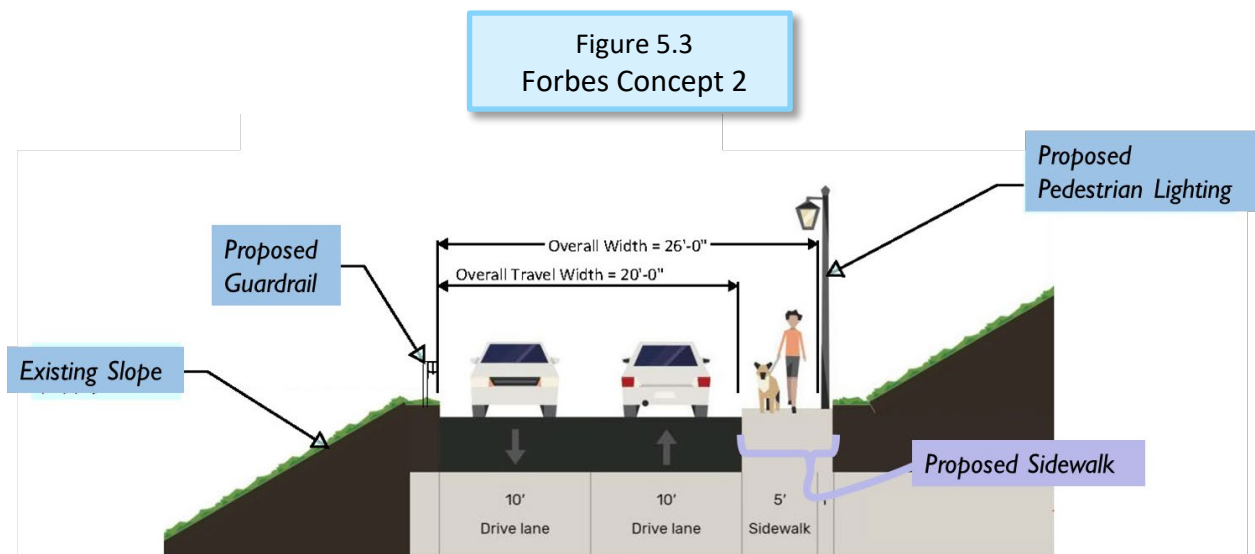 Figure 5.3
Forbes Concept 2
Proposed
Pedestrian Lighting
Proposed
Guardrail
Overall Width = 26'-0"
Overall Travel Width = 20'-0"
Existing Slope
Proposed Sidewalk
10'
Drive lane
10'
Drive lane
5'
Sidewalk